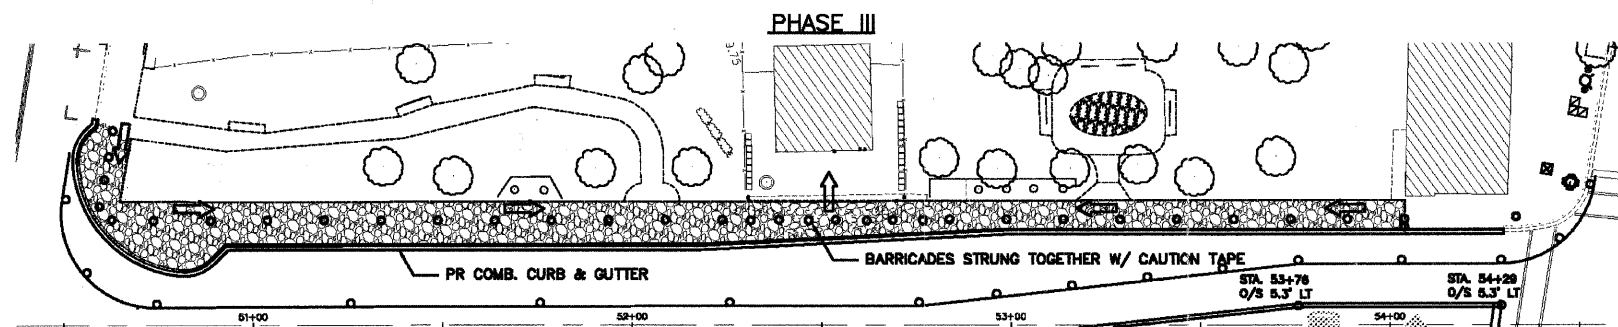 PHASE III
BARRICADES STRUNG TOGETHER W/ CAUTION TAPE
PR COMB. CURB & GUTTER
STA. 53+76
O/S 5.3' LT
STA. 54+29
O/S 5.3' LT
51+00
52+00
53+00
54+00